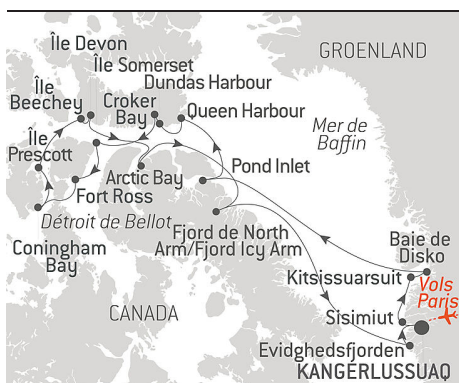 Île Devon
GROENLAND
Île Somerset
Île
Beechey
Dundas Harbour
Croker
Bay
Queen Harbour
Île
Prescott
Mer de
Baffin
Arctic Bay
Pond Inlet
Fort Ross
Détroit de Bellot
Fjord de North
Arm/Fjord Icy Arm
Coningham
Bay
Baie de
Disko
Kitsissuarsuit
Vols
Paris
CANADA
Sisimiut
Evidghedsfjorden
KANGERLUSSUAQ